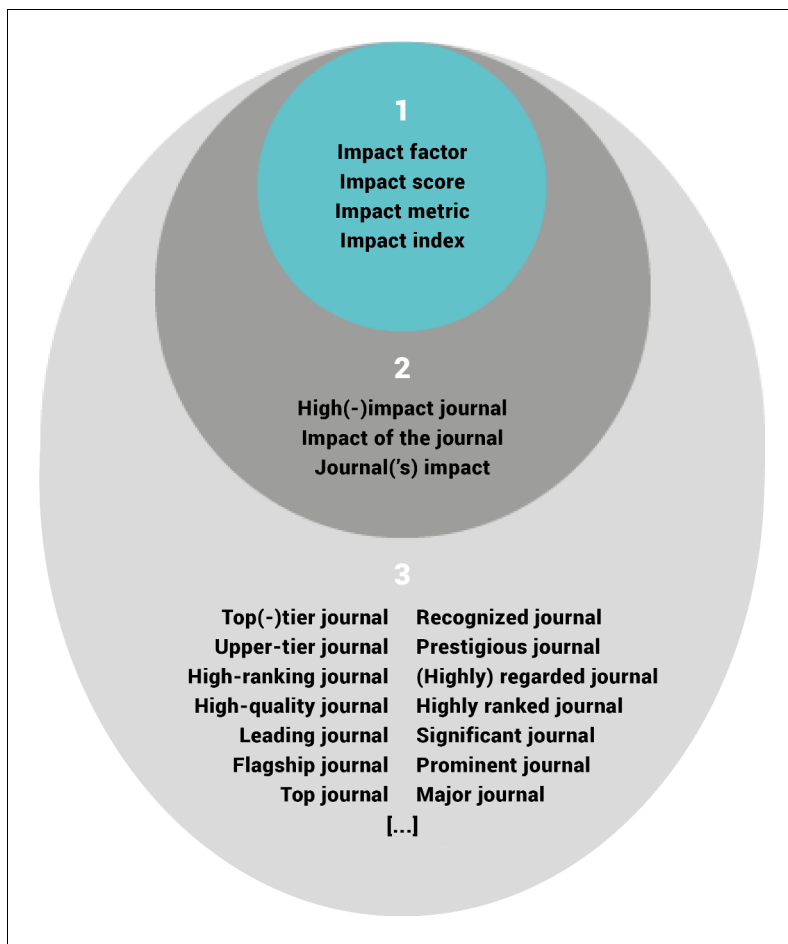 1
Impact factor
Impact score
Impact metric
Impact index
2
High(-)impact journal
Impact of the journal
Journal('s) impact
3
Top(-)tier journal Recognized journal
Upper-tier journal Prestigious journal
High-ranking journal (Highly) regarded journal
High-quality journal Highly ranked journal
Leading journal Significant journal
Flagship journal Prominent journal
Top journal Major journal
[...]